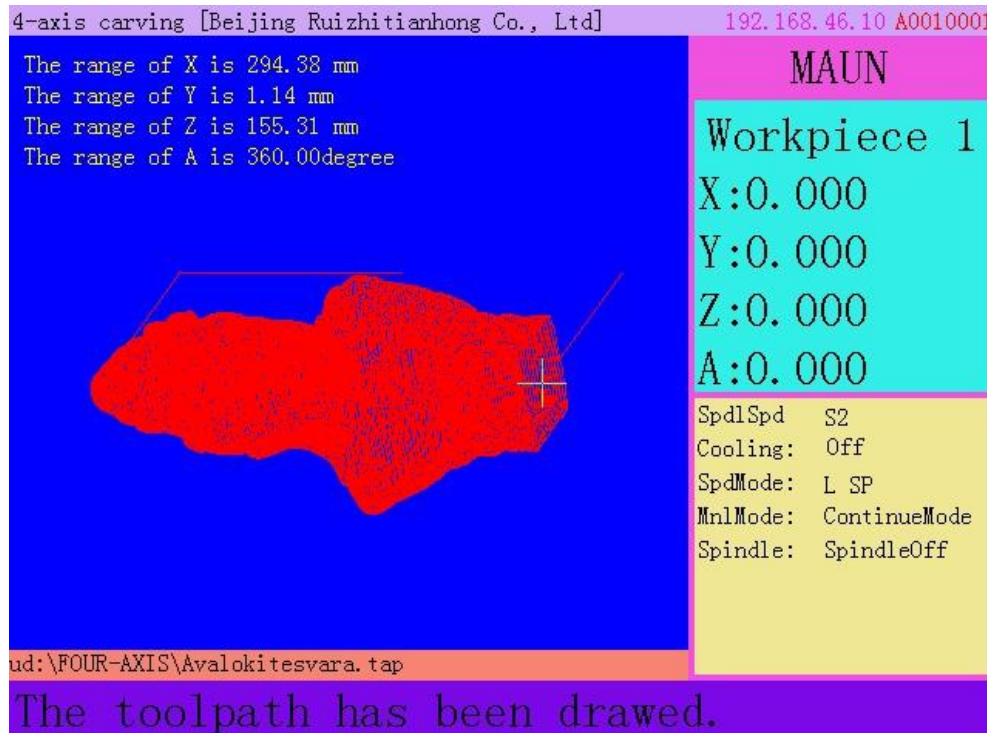 4-axis carving [Beijing Ruizhitianhong Co., Ltd]
192.168.46.10 A0010001
The range of X is 294.38 mm
The range of Y is 1.14 mm
The range of Z is 155.31 mm
The range of A is 360.00degree
MAUN
Workpiece 1
X:0.000
Y:0.000
Z:0.000
A:0.000
SpdlSpd S2
Cooling: Off
SpdMode: L SP
MnlMode: ContinueMode
Spindle: SpindleOff
ud:\FOUR-AXIS\Avalokitesvara.tap
The toolpath has been drawed.